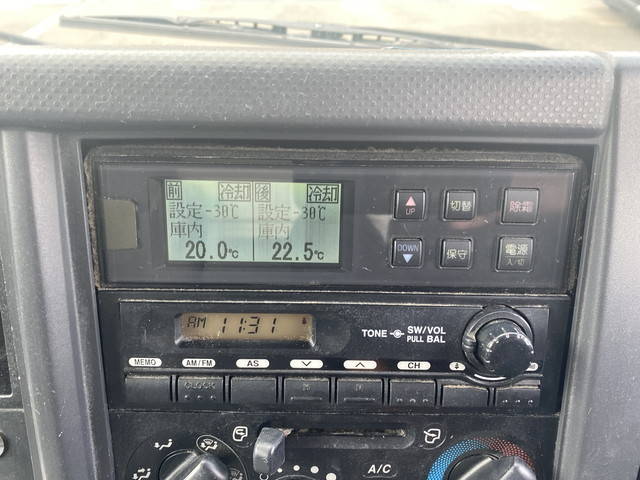 前 冷却 後 冷却
設定-30℃ 設定-30℃
庫内 庫内
20.0℃ 22.5℃
UP 切替 除霜
DOWN 保守 電源
入/切
AM 11:31
TONE SW/VOL
PULL BAL
MEMO AM/FM AS CH
CLOCK
A/C